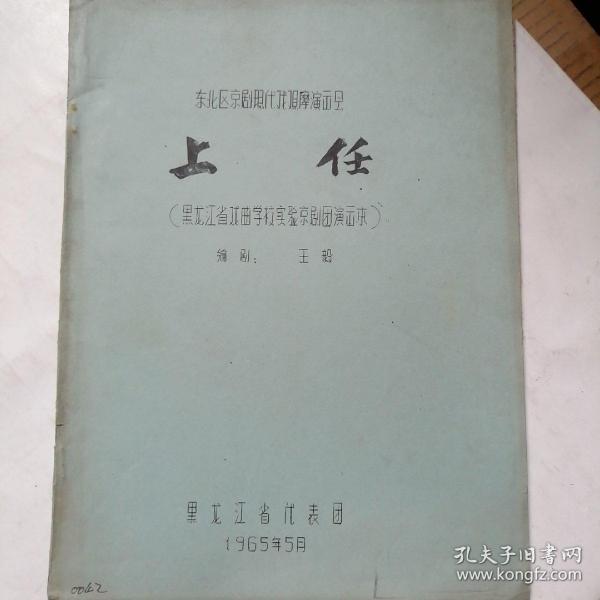 东北区京剧现代戏观摩演出会
上 任
(黑龙江省戏曲学校实验京剧团演出本)
编剧: 王毅
黑龙江省代表团
1965年5月
0042
孔夫子旧书网
www.kongfz.com